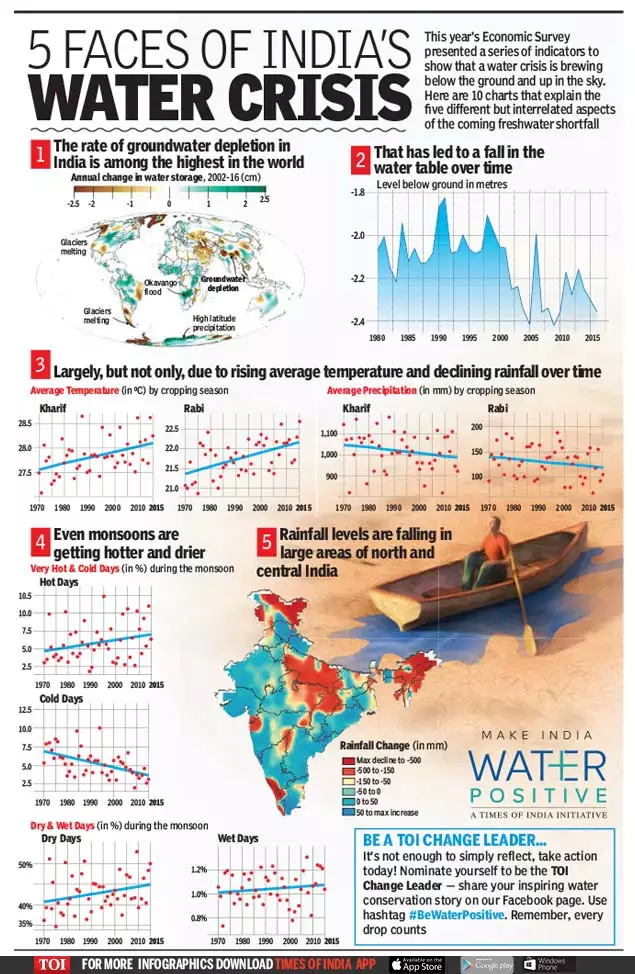 5 FACES OF INDIA'S
WATER CRISIS
This year's Economic Survey
presented a series of indicators to
show that a water crisis is brewing
below the ground and up in the sky.
Here are 10 charts that explain the
five different but interrelated aspects
of the coming freshwater shortfall
1 The rate of groundwater depletion in
India is among the highest in the world
Annual change in water storage, 2002-16 (cm)
-2.5 -2 -1 0 1 2 2.5
Glaciers
melting
Okavango
flood
Groundwater
depletion
Glaciers
melting
High latitude
precipitation
2 That has led to a fall in the
water table over time
Level below ground in metres
-1.8
-2.0
-2.2
-2.4
1980 1985 1990 1995 2000 2005 2010 2015
3 Largely, but not only, due to rising average temperature and declining rainfall over time
Average Temperature (in ºC) by cropping season
Kharif
28.5
28.0
27.5
1970 1980 1990 2000 2010 2015
Rabi
22.5
22.0
21.5
21.0
1970 1980 1990 2000 2010 2015
Average Precipitation (in mm) by cropping season
Kharif
1,100
1,000
900
1970 1980 1990 2000 2010 2015
Rabi
200
150
100
1970 1980 1990 2000 2010 2015
4 Even monsoons are
getting hotter and drier
Very Hot & Cold Days (in %) during the monsoon
Hot Days
10.5
10.0
7.5
5.0
2.5
1970 1980 1990 2000 2010 2015
Cold Days
12.5
10.0
7.5
5.0
2.5
1970 1980 1990 2000 2010 2015
Dry & Wet Days (in %) during the monsoon
Dry Days
50%
45%
40%
35%
1970 1980 1990 2000 2010 2015
Wet Days
1.2%
1.0%
0.8%
1970 1980 1990 2000 2010 2015
5 Rainfall levels are falling in
large areas of north and
central India
Rainfall Change (in mm)
Max decline to -500
-500 to -150
-150 to -50
-50 to 0
0 to 50
50 to max increase
MAKE INDIA
WATER
POSITIVE
A TIMES OF INDIA INITIATIVE
BE A TOI CHANGE LEADER...
It's not enough to simply reflect, take action
today! Nominate yourself to be the TOI
Change Leader — share your inspiring water
conservation story on our Facebook page. Use
hashtag #BeWaterPositive. Remember, every
drop counts
TOI FOR MORE INFOGRAPHICS DOWNLOAD TIMES OF INDIA APP
Available on the
App Store
Google play
Windows
Phone